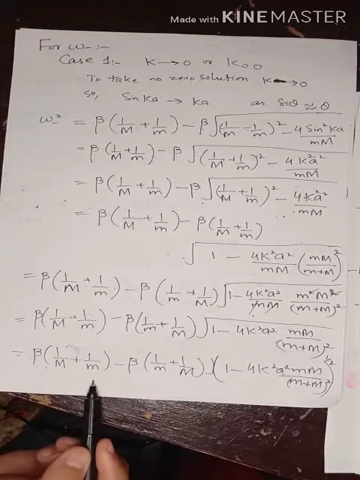 Made with KINEMASTER
For ω-:-
Case 1:- K→0 or K≈0
To take no zero solution K→0
So, Sin Ka → Ka as Sinθ ≈ θ
ω-² = β(1/M + 1/m) - β√((1/M - 1/m)² - 4Sin²Ka/mM)
= β(1/M + 1/m) - β√((1/M + 1/m)² - 4K²a²/mM)
= β(1/M + 1/m) - β√((1/M + 1/m)² - 4K²a²/mM)
= β(1/M + 1/m) - β(1/M + 1/m)
√(1 - 4K²a²/mM (mM²/(m+M)²))
= β(1/M + 1/m) - β(1/m + 1/M)√(1 - 4K²a²/mM m²M²/(m+M)²)
= β(1/M + 1/m) - β(1/m + 1/M)√(1 - 4K²a² mM/(m+M)²)
= β(1/M + 1/m) - β(1/m + 1/M).(1 - 4K²a² mM/(m+M)²)^1/2